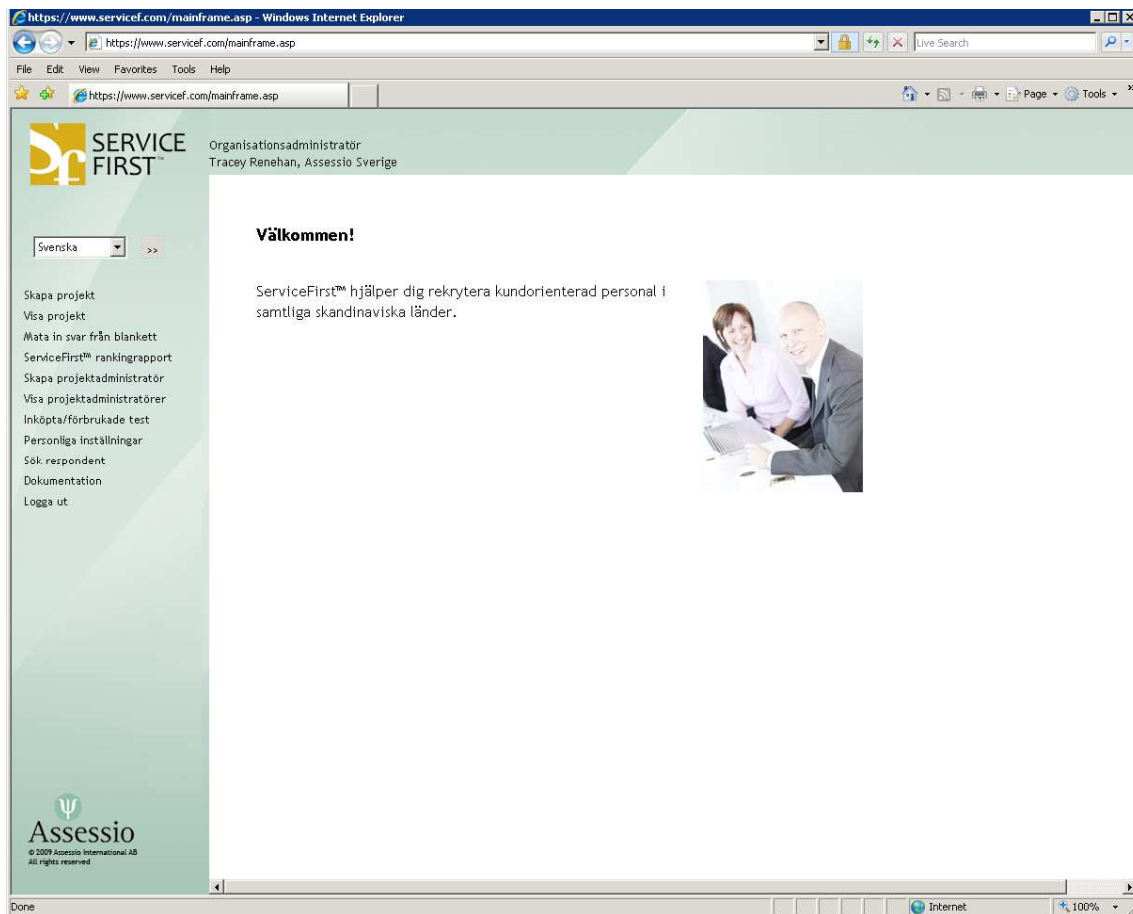 https://www.servicef.com/mainframe.asp - Windows Internet Explorer
https://www.servicef.com/mainframe.asp
Live Search
File Edit View Favorites Tools Help
https://www.servicef.com/mainframe.asp
Page Tools »
SERVICE
FIRST™
Organisationsadministratör
Tracey Renehan, Assessio Sverige
Svenska >>
Välkommen!
ServiceFirst™ hjälper dig rekrytera kundorienterad personal i
samtliga skandinaviska länder.
Skapa projekt
Visa projekt
Mata in svar från blankett
ServiceFirst™ rankingrapport
Skapa projektadministratör
Visa projektadministratörer
Inköpta/förbrukade test
Personliga inställningar
Sök respondent
Dokumentation
Logga ut
Assessio
© 2009 Assessio International AB
All rights reserved
Done Internet 100%